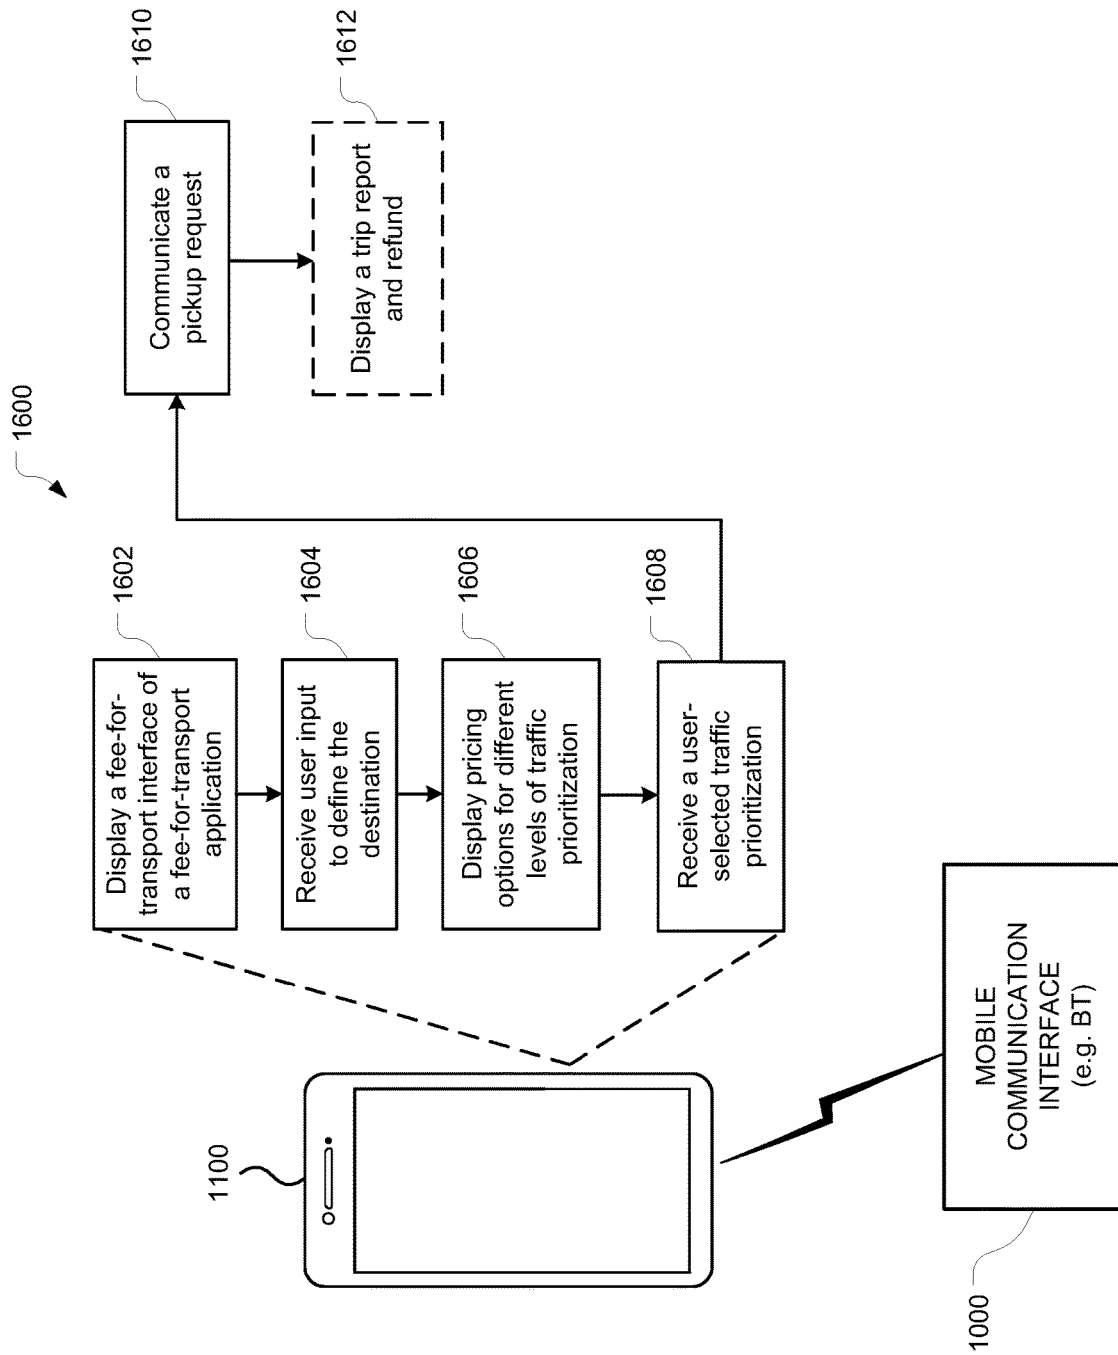 1600
1602
Display a fee-for-
transport interface of
a fee-for-transport
application
1604
Receive user input
to define the
destination
1606
Display pricing
options for different
levels of traffic
prioritization
1608
Receive a user-
selected traffic
prioritization
1610
Communicate a
pickup request
1612
Display a trip report
and refund
1100
1000
MOBILE
COMMUNICATION
INTERFACE
(e.g. BT)